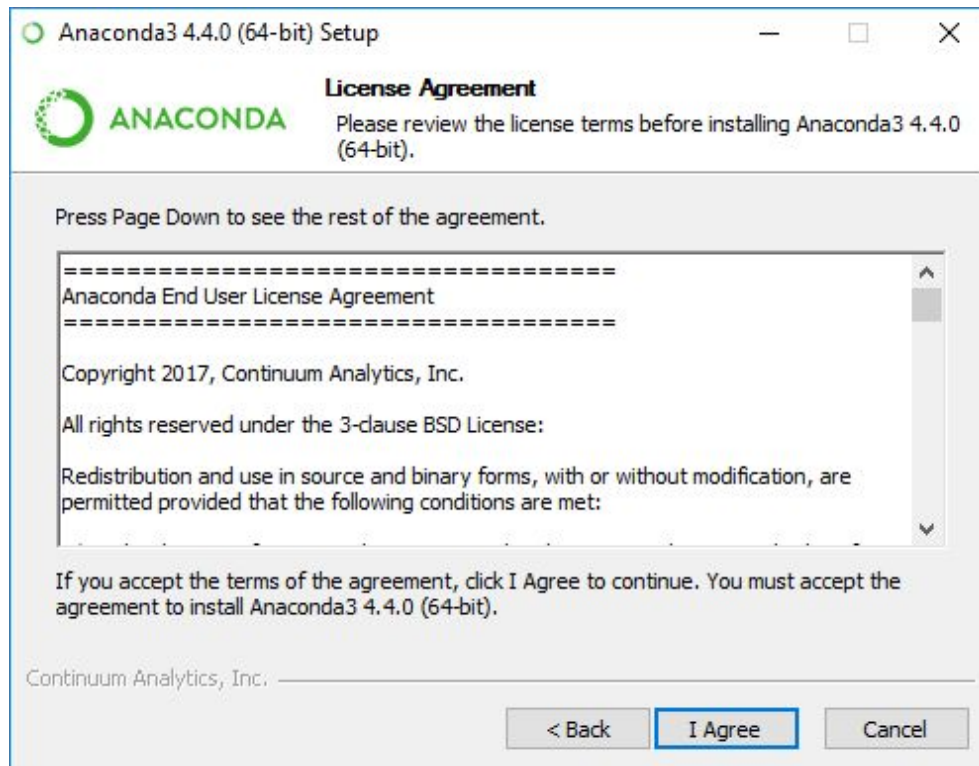 Anaconda3 4.4.0 (64-bit) Setup
ANACONDA
License Agreement
Please review the license terms before installing Anaconda3 4.4.0
(64-bit).
Press Page Down to see the rest of the agreement.
===================================
Anaconda End User License Agreement
===================================
Copyright 2017, Continuum Analytics, Inc.
All rights reserved under the 3-clause BSD License:
Redistribution and use in source and binary forms, with or without modification, are
permitted provided that the following conditions are met:
If you accept the terms of the agreement, click I Agree to continue. You must accept the
agreement to install Anaconda3 4.4.0 (64-bit).
Continuum Analytics, Inc.
< Back
I Agree
Cancel